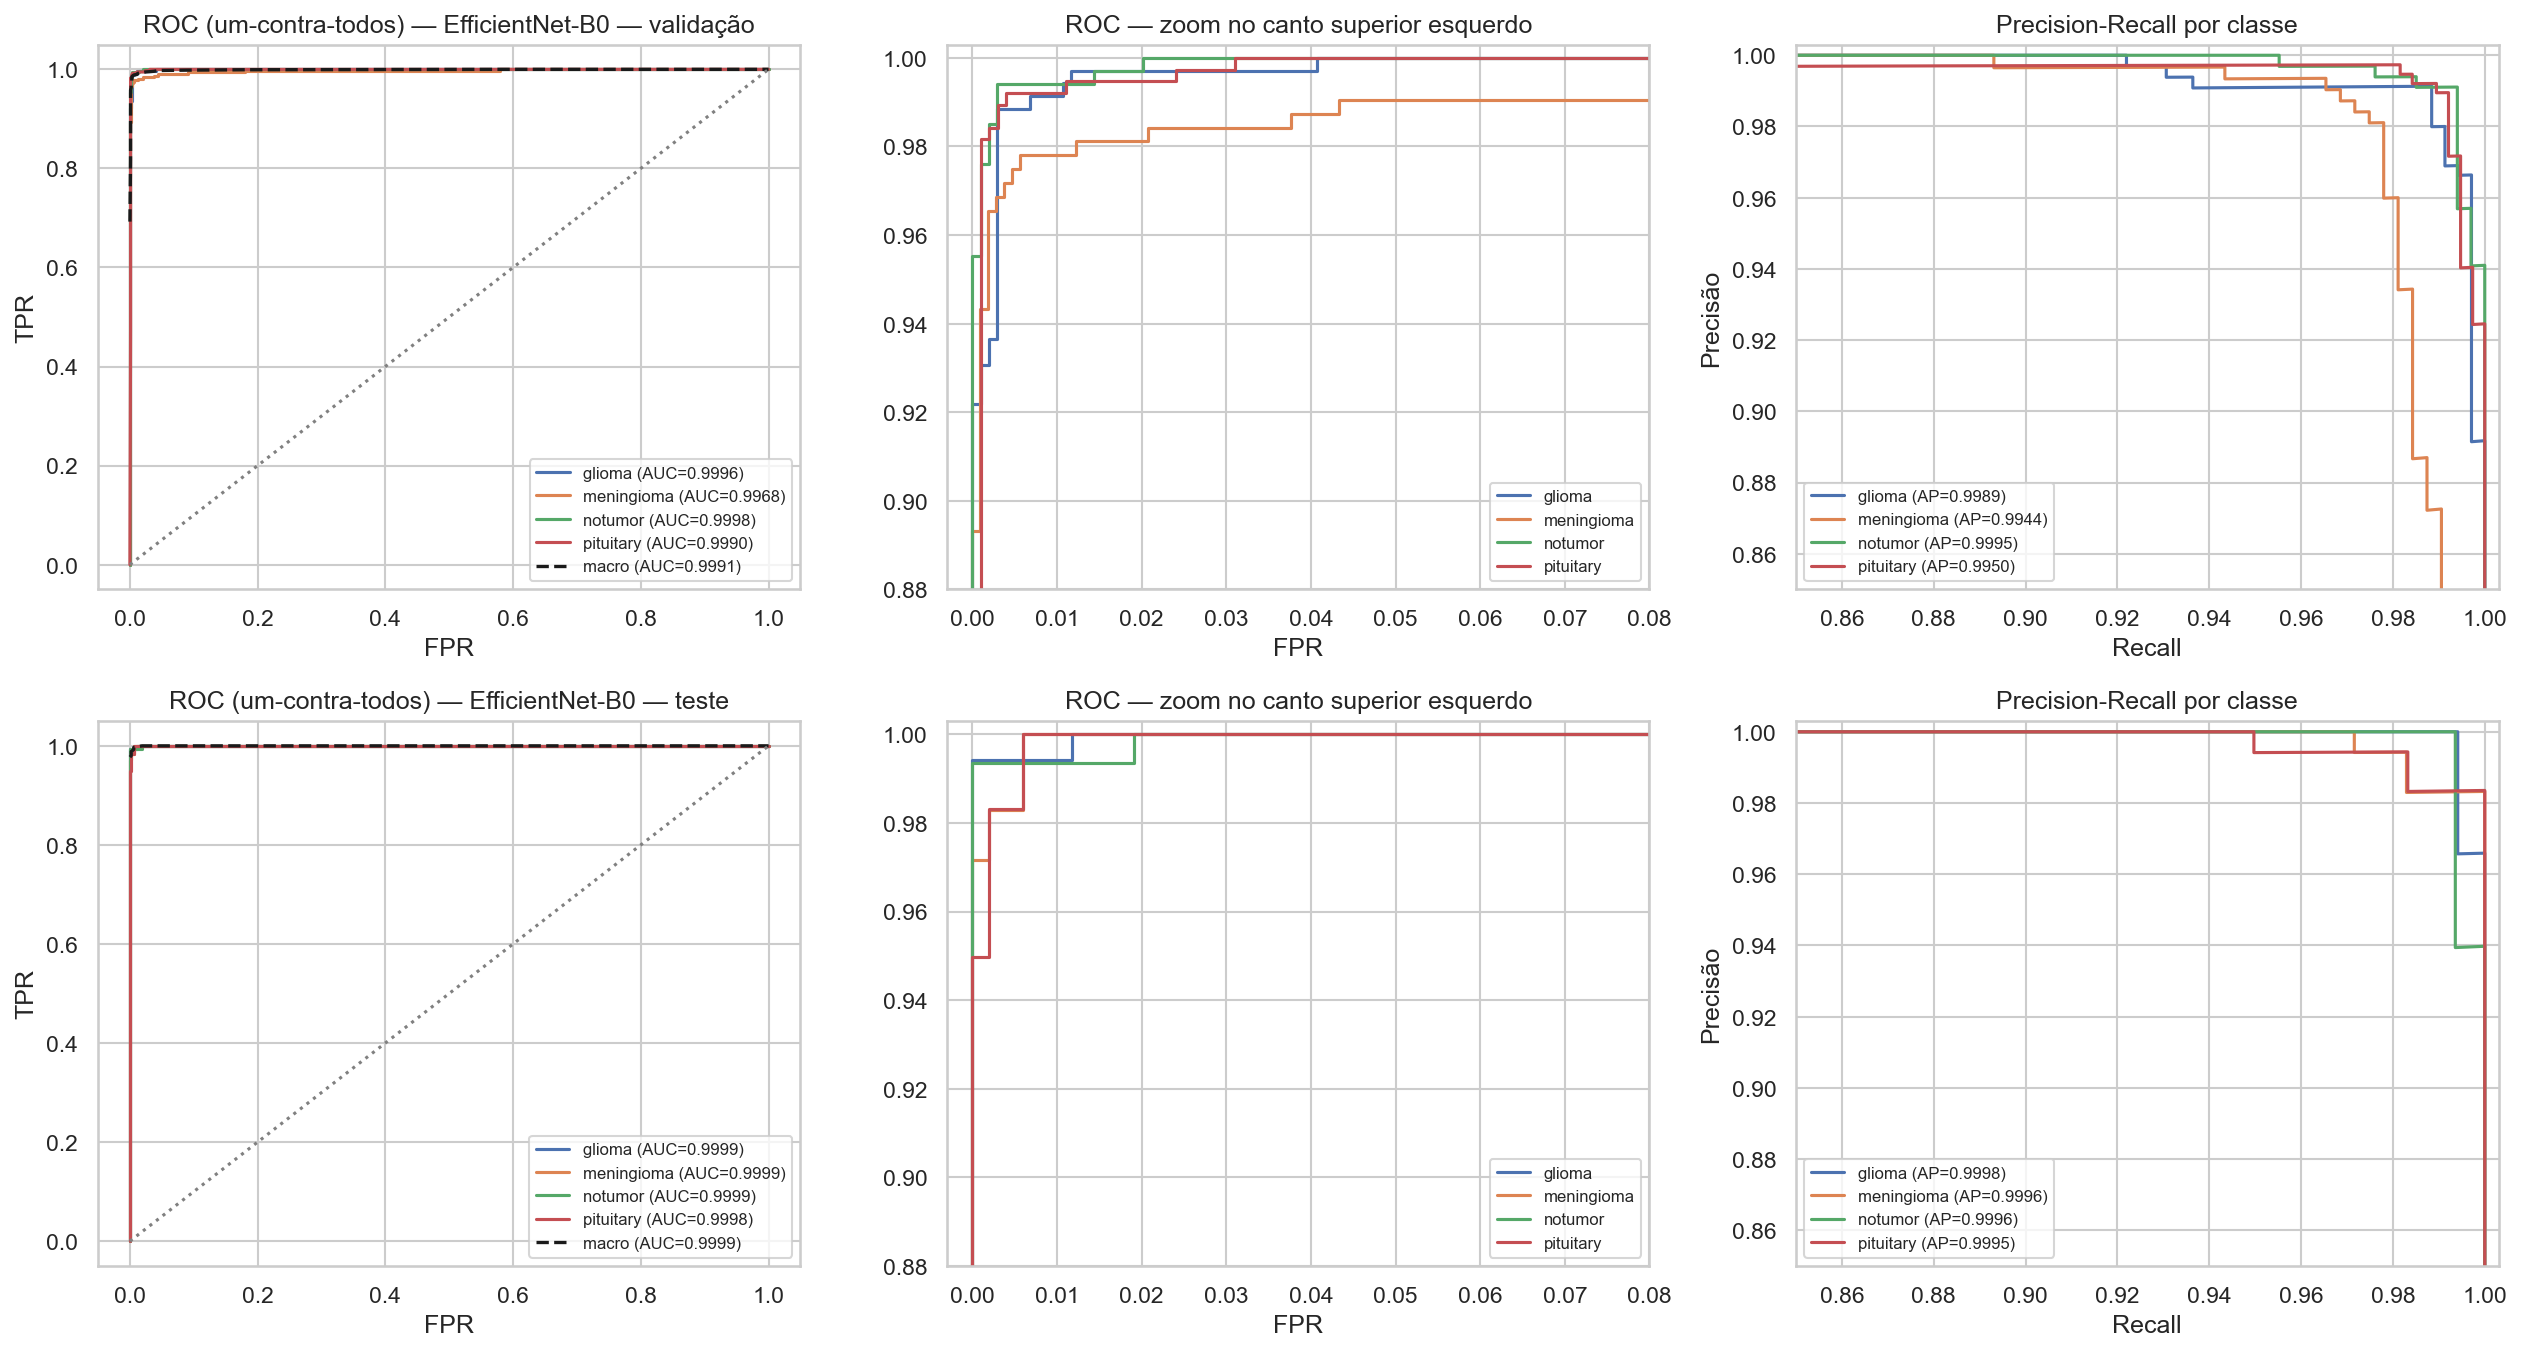 ROC (um-contra-todos) — EfficientNet-B0 — validação
TPR
1.0
0.8
0.6
0.4
0.2
0.0
0.0 0.2 0.4 0.6 0.8 1.0
FPR
glioma (AUC=0.9996)
meningioma (AUC=0.9968)
notumor (AUC=0.9998)
pituitary (AUC=0.9990)
macro (AUC=0.9991)
ROC — zoom no canto superior esquerdo
1.00
0.98
0.96
0.94
0.92
0.90
0.88
0.00 0.01 0.02 0.03 0.04 0.05 0.06 0.07 0.08
FPR
glioma
meningioma
notumor
pituitary
Precision-Recall por classe
Precisão
1.00
0.98
0.96
0.94
0.92
0.90
0.88
0.86
0.86 0.88 0.90 0.92 0.94 0.96 0.98 1.00
Recall
glioma (AP=0.9989)
meningioma (AP=0.9944)
notumor (AP=0.9995)
pituitary (AP=0.9950)
ROC (um-contra-todos) — EfficientNet-B0 — teste
TPR
1.0
0.8
0.6
0.4
0.2
0.0
0.0 0.2 0.4 0.6 0.8 1.0
FPR
glioma (AUC=0.9999)
meningioma (AUC=0.9999)
notumor (AUC=0.9999)
pituitary (AUC=0.9998)
macro (AUC=0.9999)
ROC — zoom no canto superior esquerdo
1.00
0.98
0.96
0.94
0.92
0.90
0.88
0.00 0.01 0.02 0.03 0.04 0.05 0.06 0.07 0.08
FPR
glioma
meningioma
notumor
pituitary
Precision-Recall por classe
Precisão
1.00
0.98
0.96
0.94
0.92
0.90
0.88
0.86
0.86 0.88 0.90 0.92 0.94 0.96 0.98 1.00
Recall
glioma (AP=0.9998)
meningioma (AP=0.9996)
notumor (AP=0.9996)
pituitary (AP=0.9995)